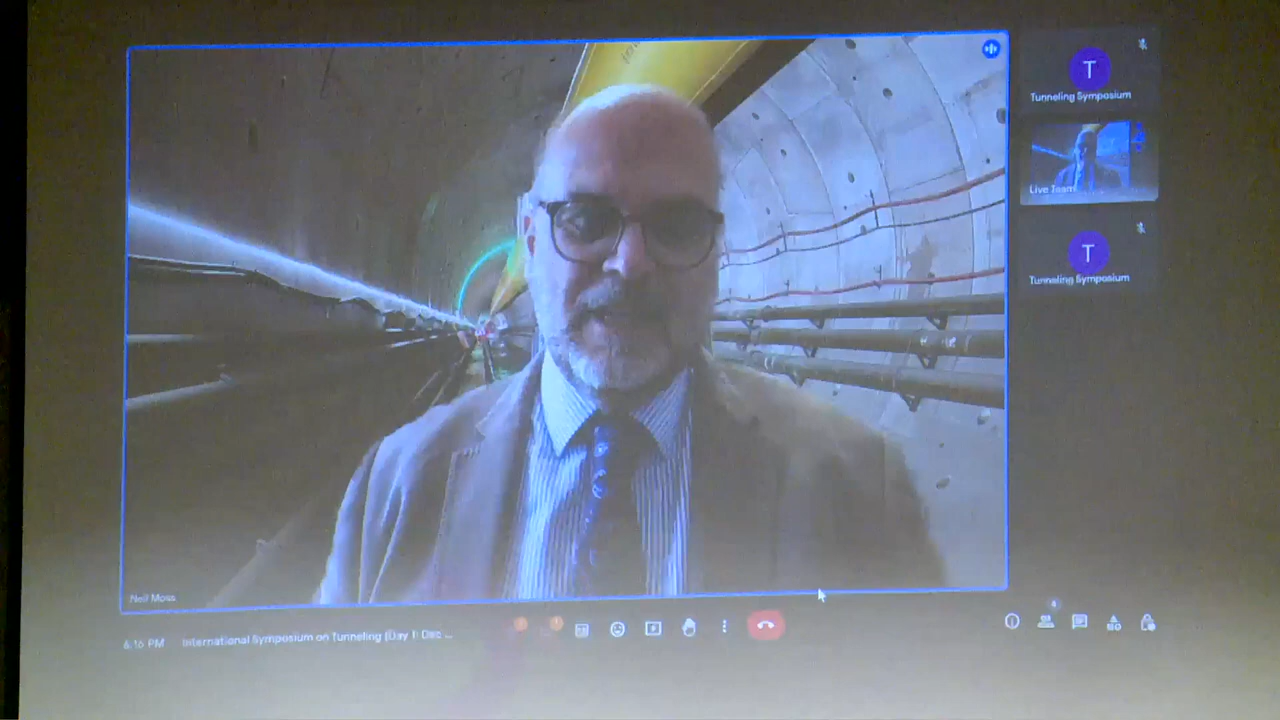 T
Tunneling Symposium
Live Team
T
Tunneling Symposium
Neil Moss
6:16 PM International Symposium on Tunneling (Day 1: Dec ...